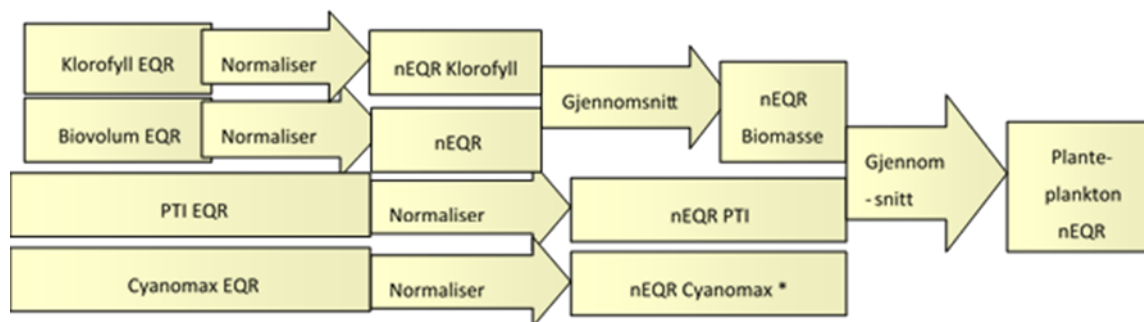 Klorofyll EQR
Normaliser
nEQR Klorofyll
Biovolum EQR
Normaliser
nEQR
Gjennomsnitt
nEQR
Biomasse
PTI EQR
Normaliser
nEQR PTI
Cyanomax EQR
Normaliser
nEQR Cyanomax *
Gjennom
- snitt
Plante-
plankton
nEQR